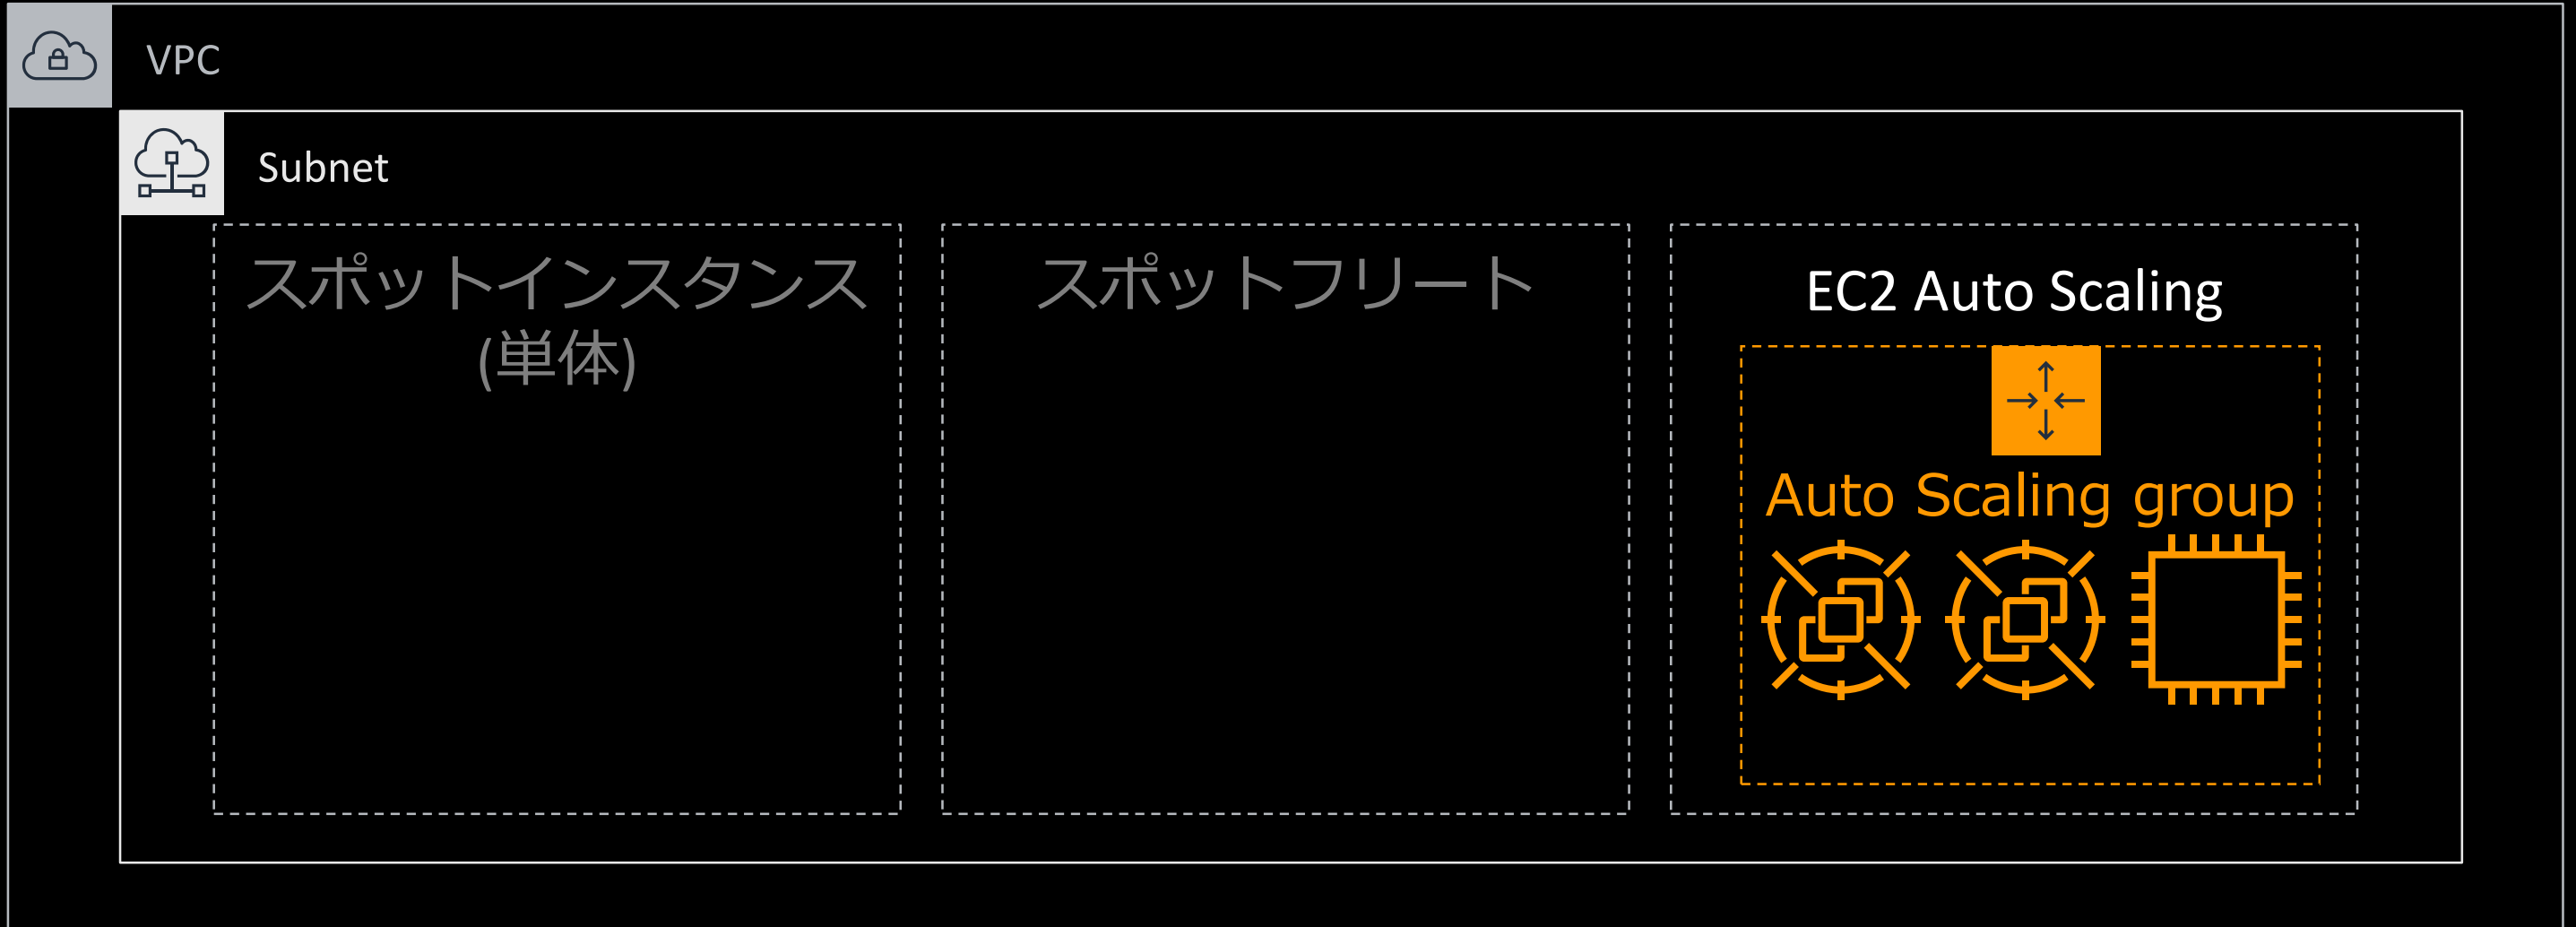 VPC
Subnet
スポットインスタンス
(単体)
スポットフリート
EC2 Auto Scaling
Auto Scaling group